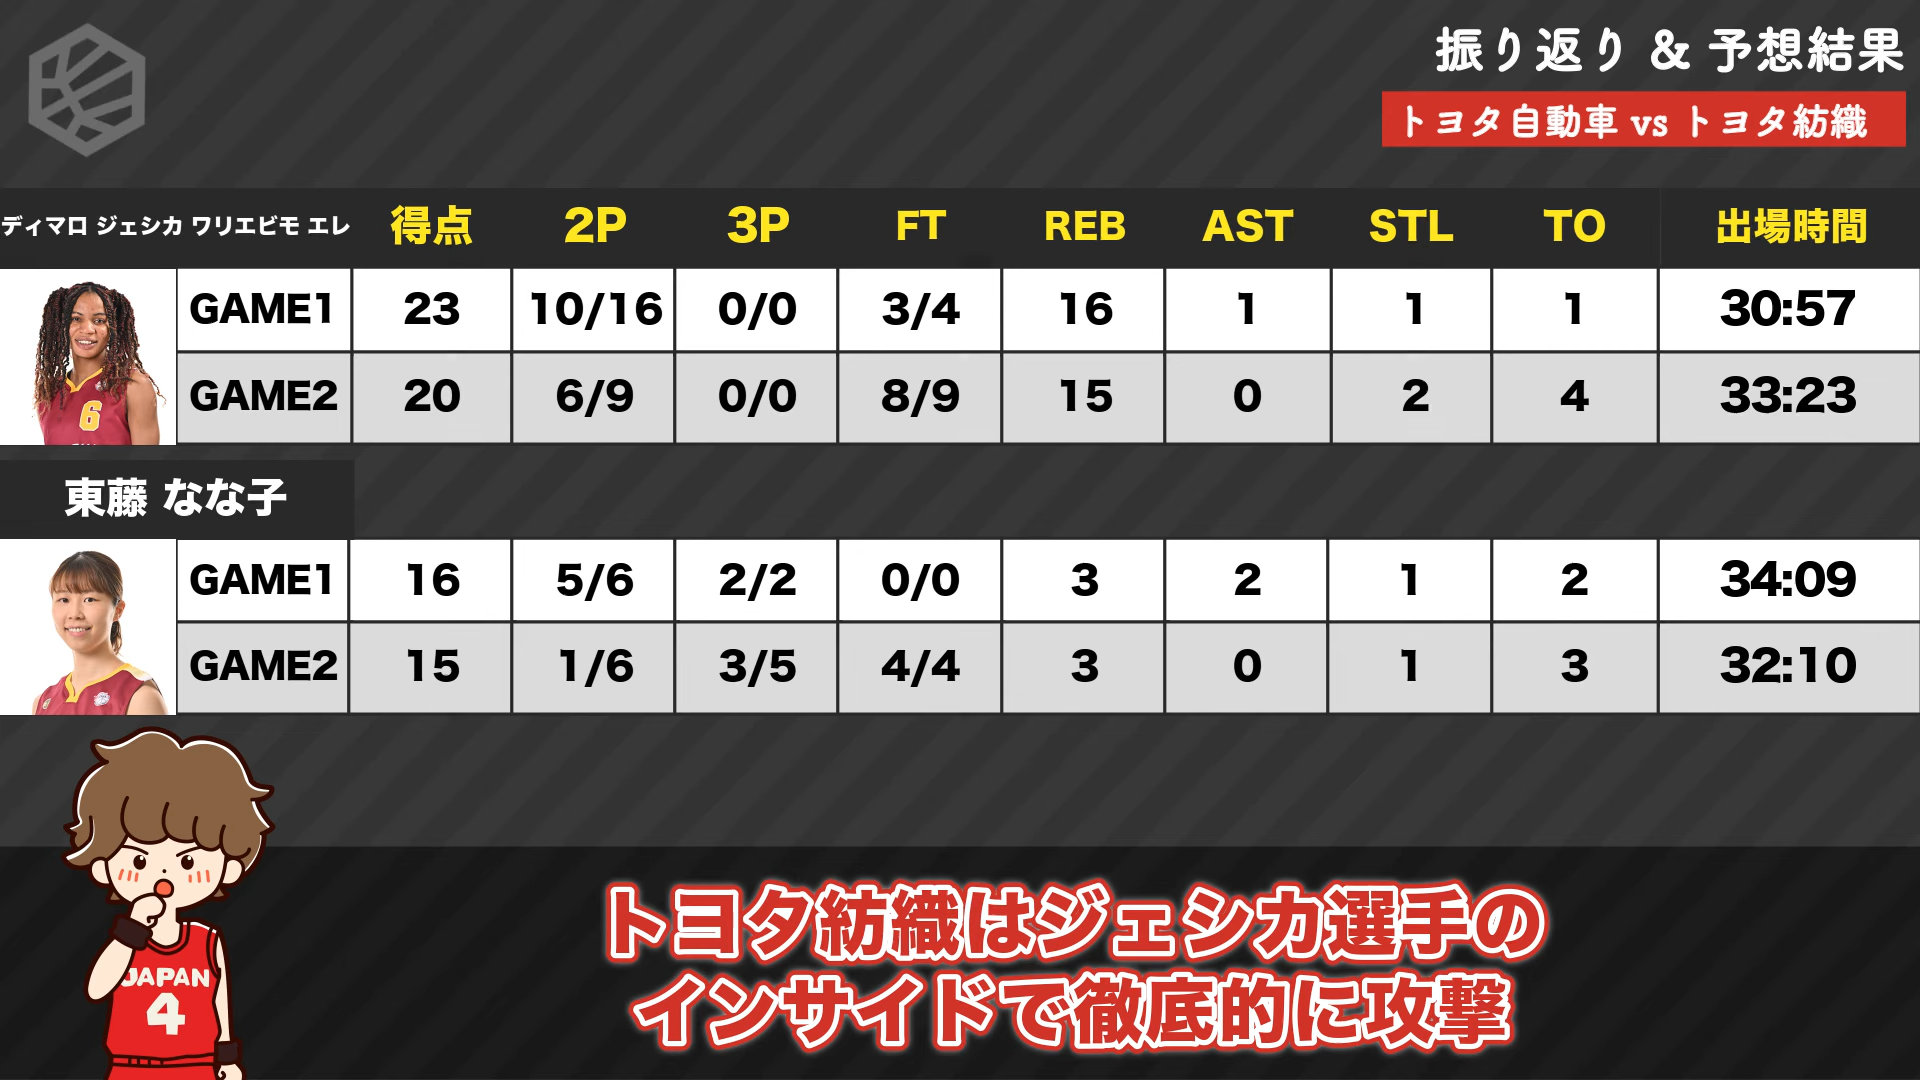 振り返り & 予想結果
トヨタ自動車 vs トヨタ紡織
ディマロ ジェシカ ワリエビモ エレ 得点 2P 3P FT REB AST STL TO 出場時間
GAME1 23 10/16 0/0 3/4 16 1 1 1 30:57
GAME2 20 6/9 0/0 8/9 15 0 2 4 33:23
6
東藤 なな子
GAME1 16 5/6 2/2 0/0 3 2 1 2 34:09
GAME2 15 1/6 3/5 4/4 3 0 1 3 32:10
JAPAN
4
トヨタ紡織はジェシカ選手の
インサイドで徹底的に攻撃